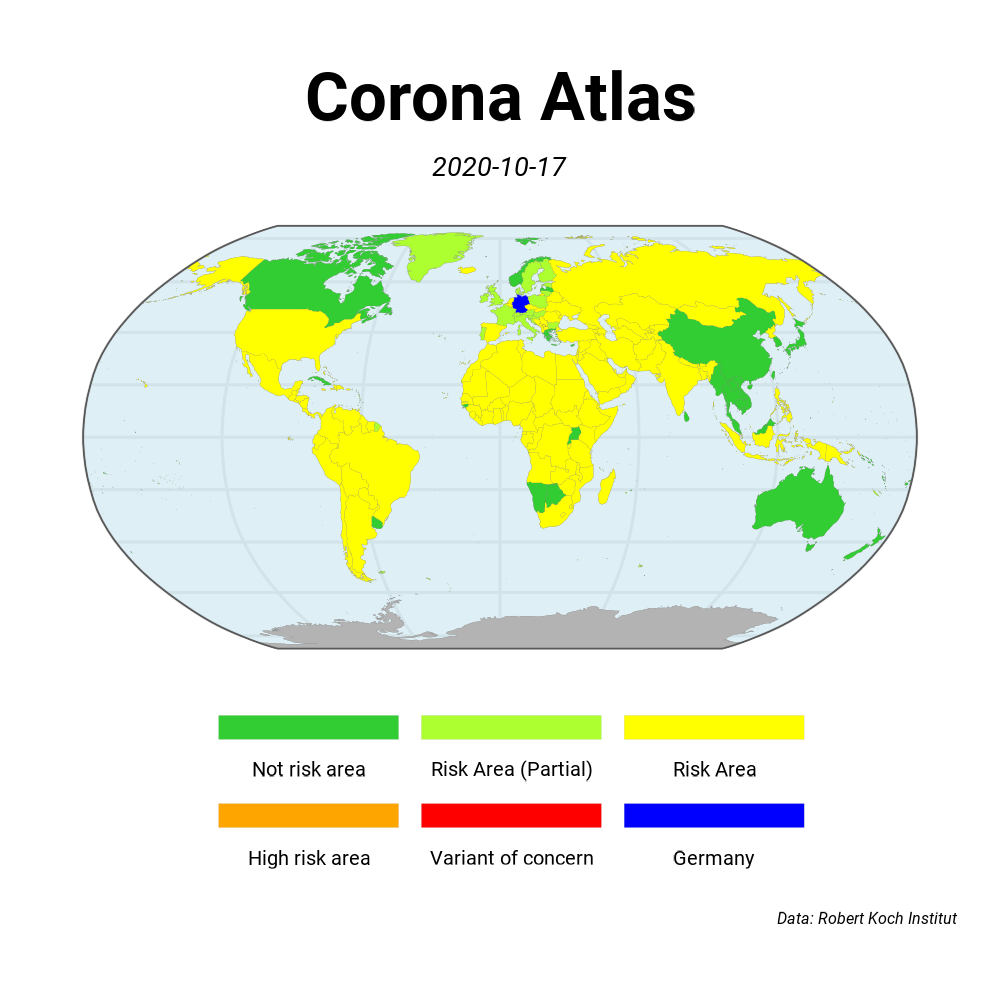 Corona Atlas
2020-10-17
Not risk area
Risk Area (Partial)
Risk Area
High risk area
Variant of concern
Germany
Data: Robert Koch Institut